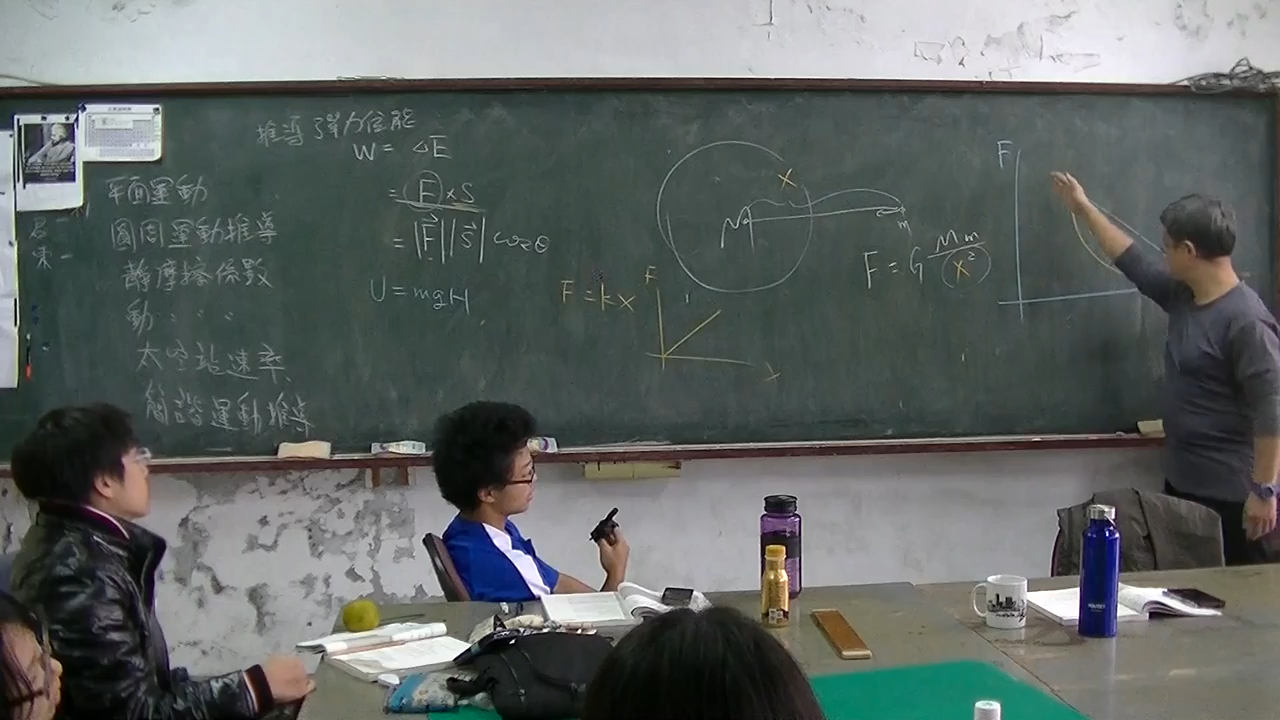 推導彈力位能
W = △E
= F × S
= |F⃗| |S⃗| cosθ
U = mgH
平面運動
圓周運動推導
靜摩擦係數
動 〃 〃 〃
太空站速率
簡諧運動推導
F = kx
F
x
x
M
m
F = G Mm/x²
F